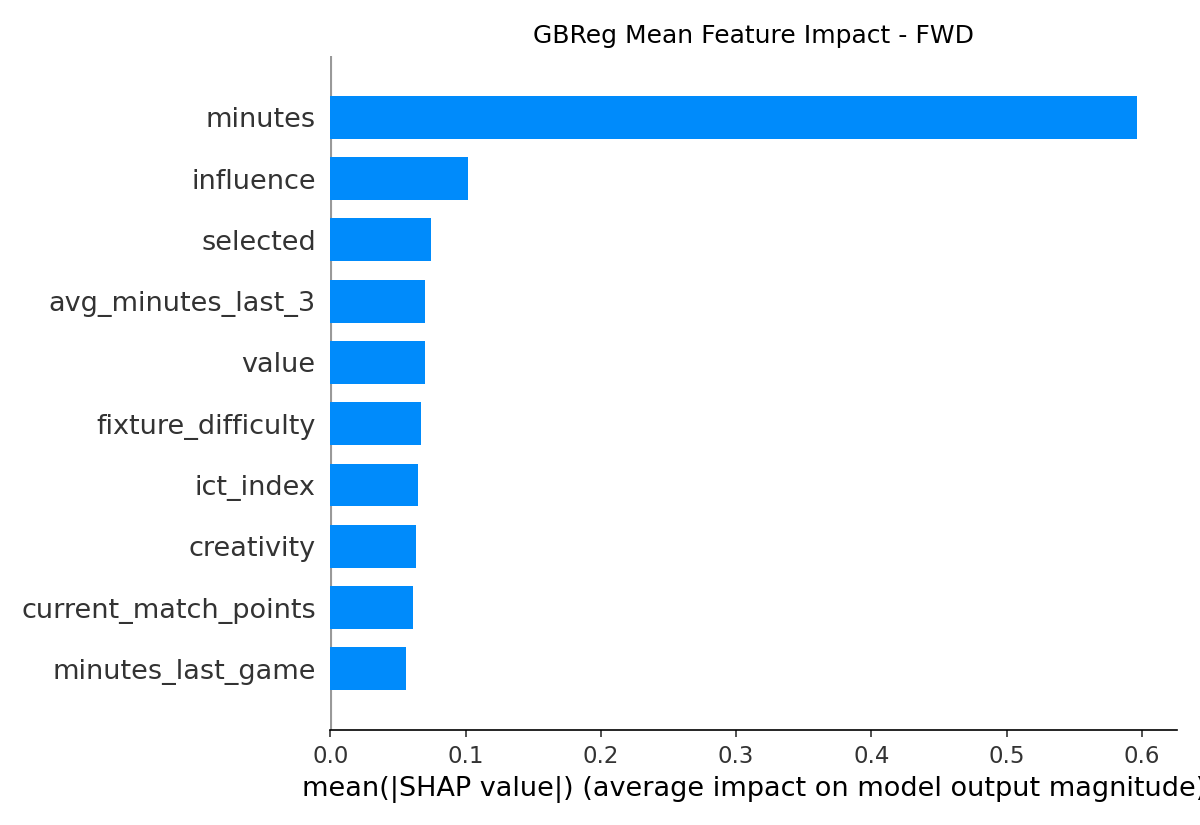 GBReg Mean Feature Impact - FWD
minutes
influence
selected
avg_minutes_last_3
value
fixture_difficulty
ict_index
creativity
current_match_points
minutes_last_game
0.0 0.1 0.2 0.3 0.4 0.5 0.6
mean(|SHAP value|) (average impact on model output magnitude)